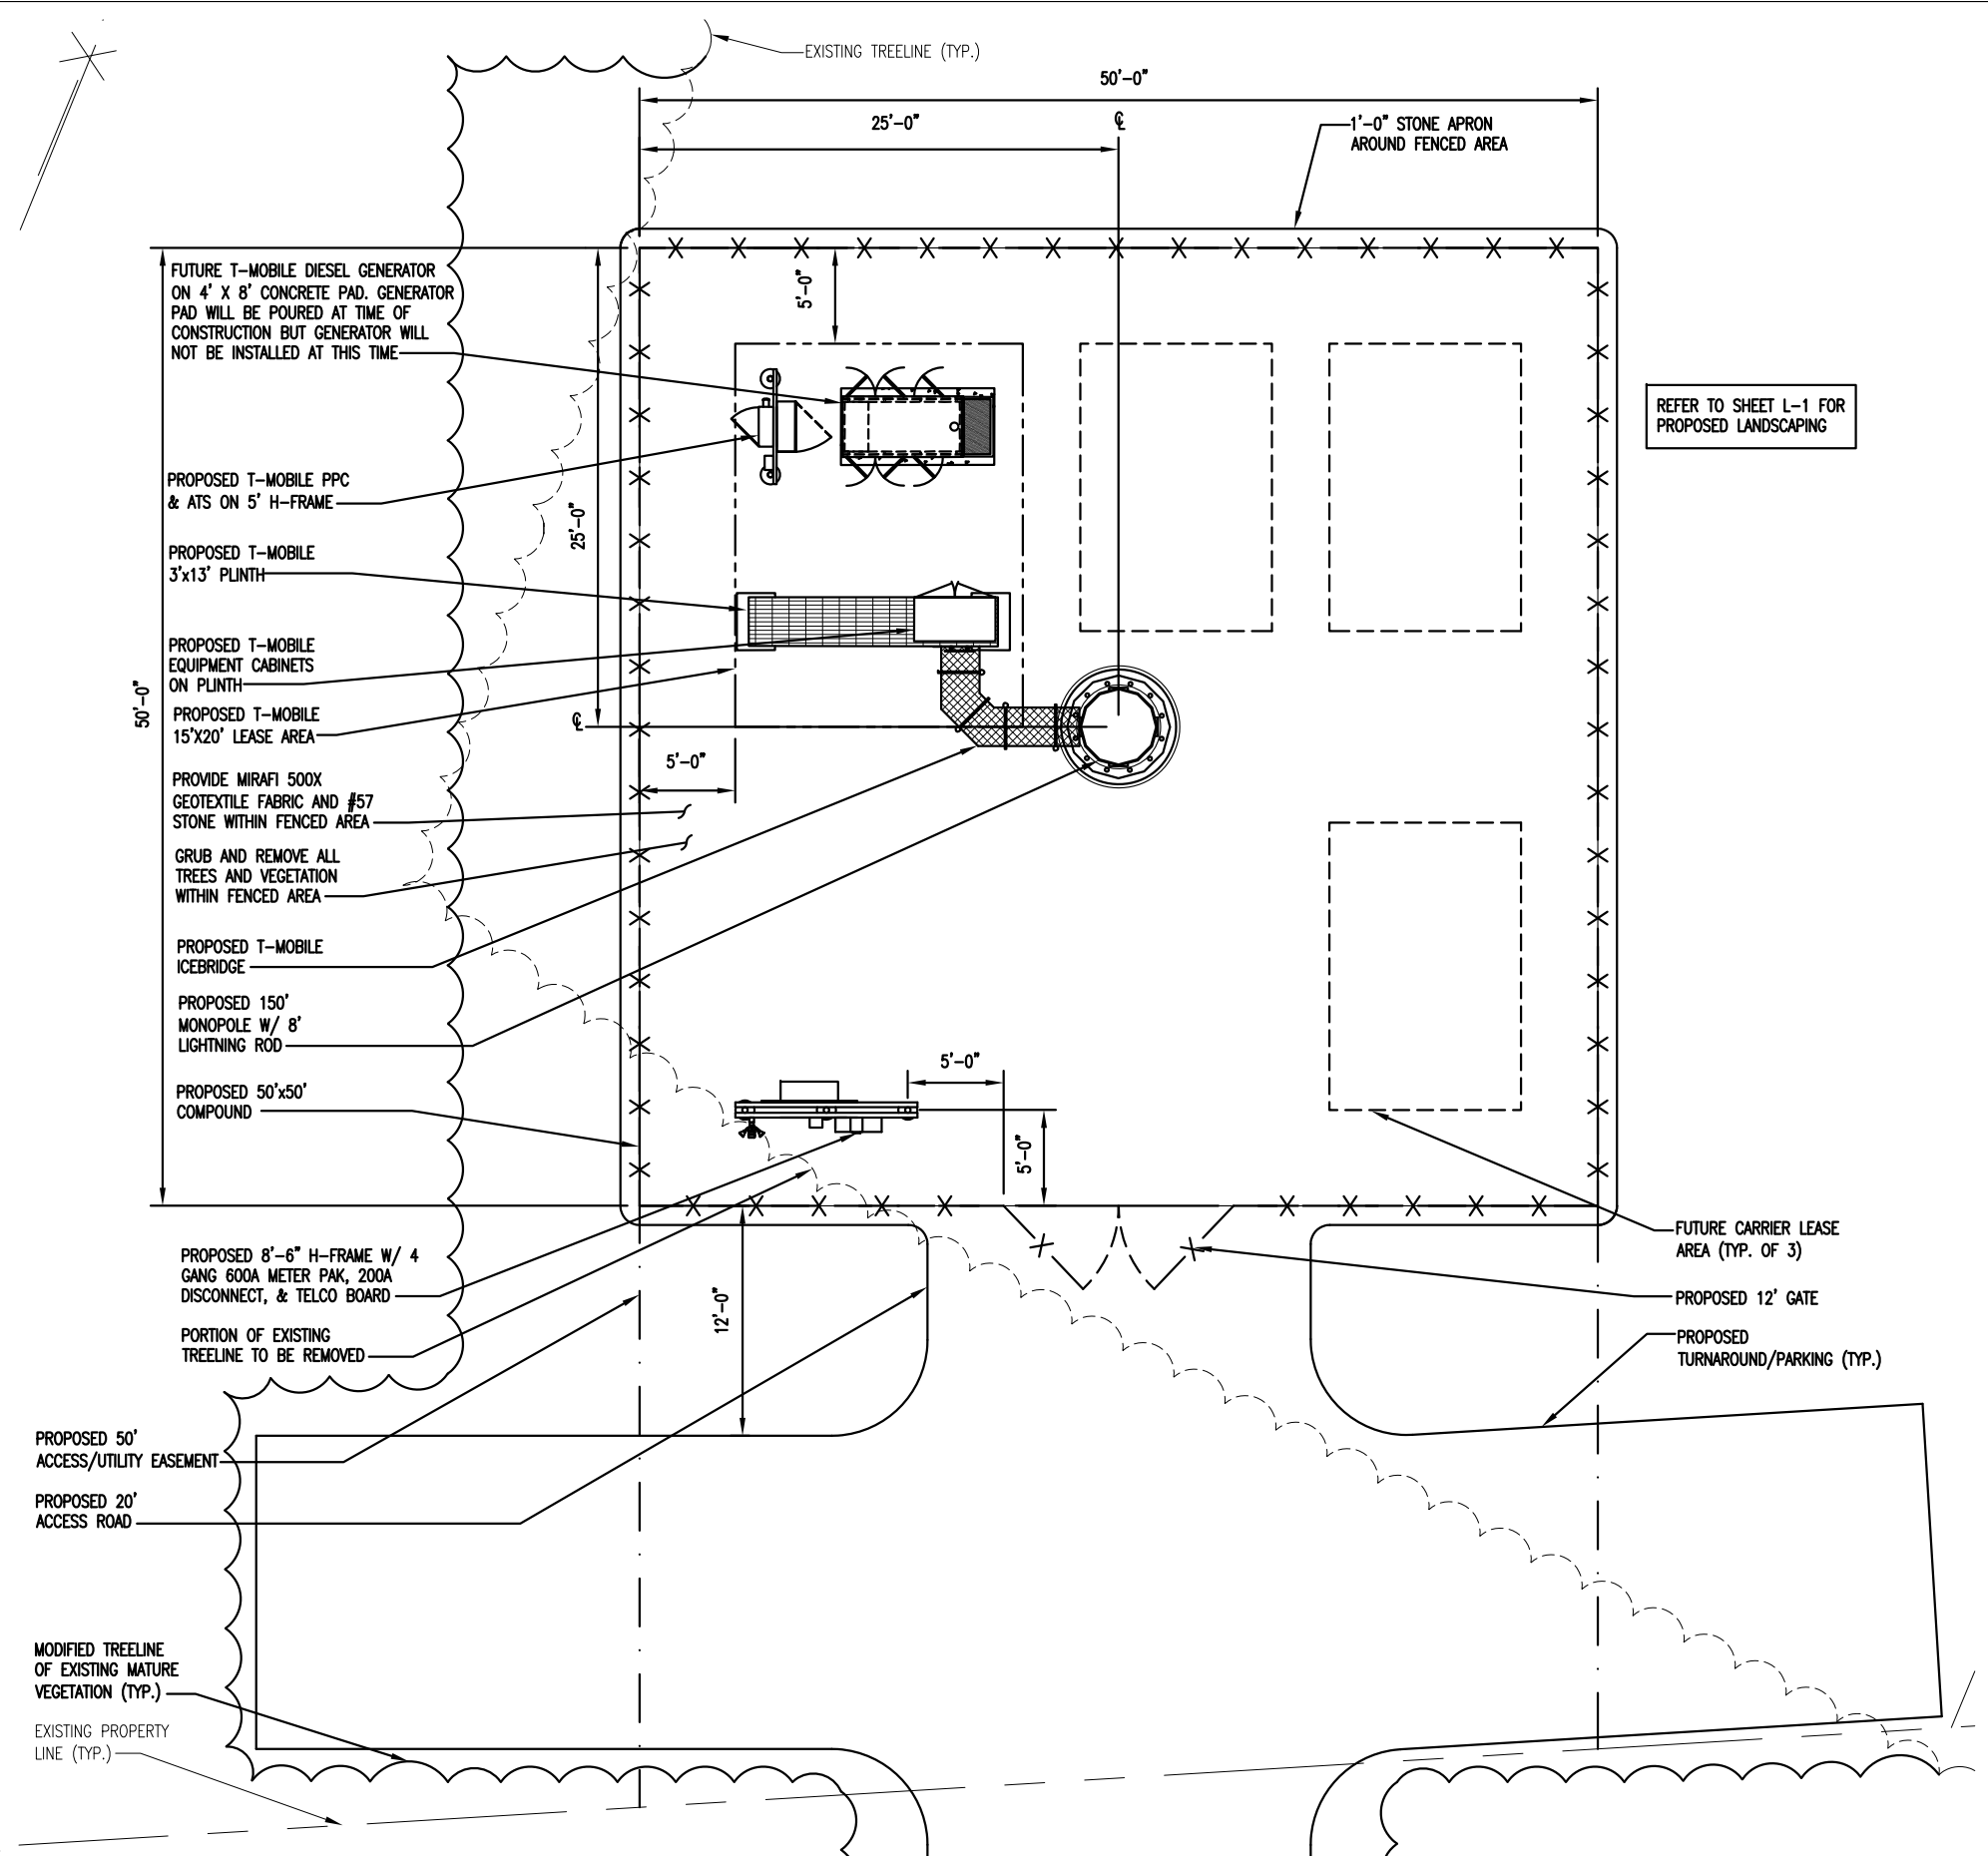 EXISTING TREELINE (TYP.)
50'-0"
25'-0"
℄
1'-0" STONE APRON
AROUND FENCED AREA
FUTURE T-MOBILE DIESEL GENERATOR
ON 4' X 8' CONCRETE PAD. GENERATOR
PAD WILL BE POURED AT TIME OF
CONSTRUCTION BUT GENERATOR WILL
NOT BE INSTALLED AT THIS TIME
5'-0"
REFER TO SHEET L-1 FOR
PROPOSED LANDSCAPING
PROPOSED T-MOBILE PPC
& ATS ON 5' H-FRAME
25'-0"
PROPOSED T-MOBILE
3'x13' PLINTH
PROPOSED T-MOBILE
EQUIPMENT CABINETS
ON PLINTH
50'-0"
PROPOSED T-MOBILE
15'X20' LEASE AREA
℄
5'-0"
PROVIDE MIRAFI 500X
GEOTEXTILE FABRIC AND #57
STONE WITHIN FENCED AREA
GRUB AND REMOVE ALL
TREES AND VEGETATION
WITHIN FENCED AREA
PROPOSED T-MOBILE
ICEBRIDGE
PROPOSED 150'
MONOPOLE W/ 8'
LIGHTNING ROD
5'-0"
PROPOSED 50'x50'
COMPOUND
5'-0"
PROPOSED 8'-6" H-FRAME W/ 4
GANG 600A METER PAK, 200A
DISCONNECT, & TELCO BOARD
FUTURE CARRIER LEASE
AREA (TYP. OF 3)
12'-0"
PROPOSED 12' GATE
PORTION OF EXISTING
TREELINE TO BE REMOVED
PROPOSED
TURNAROUND/PARKING (TYP.)
PROPOSED 50'
ACCESS/UTILITY EASEMENT
PROPOSED 20'
ACCESS ROAD
MODIFIED TREELINE
OF EXISTING MATURE
VEGETATION (TYP.)
EXISTING PROPERTY
LINE (TYP.)